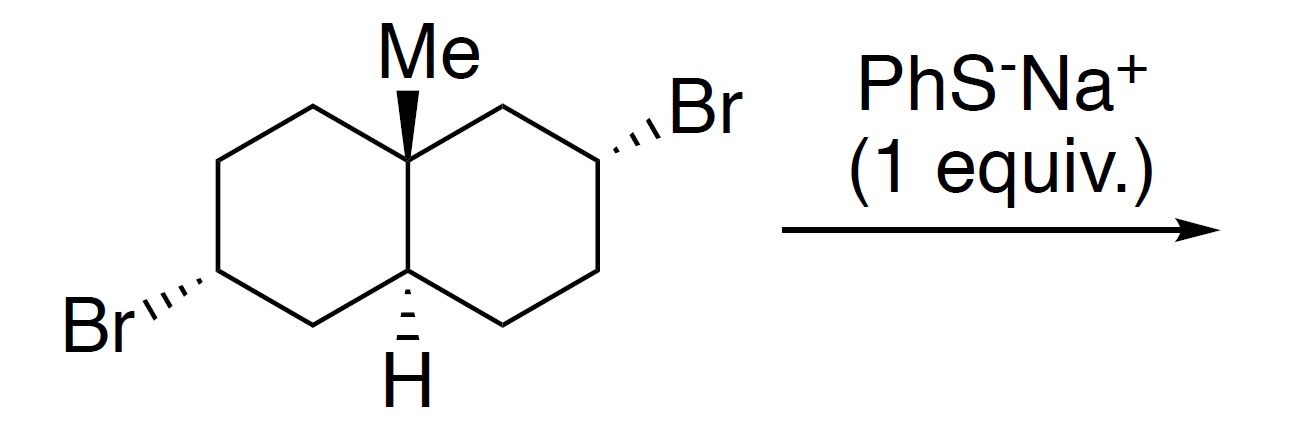 Me
Br
Br
H
PhS⁻Na⁺
(1 equiv.)